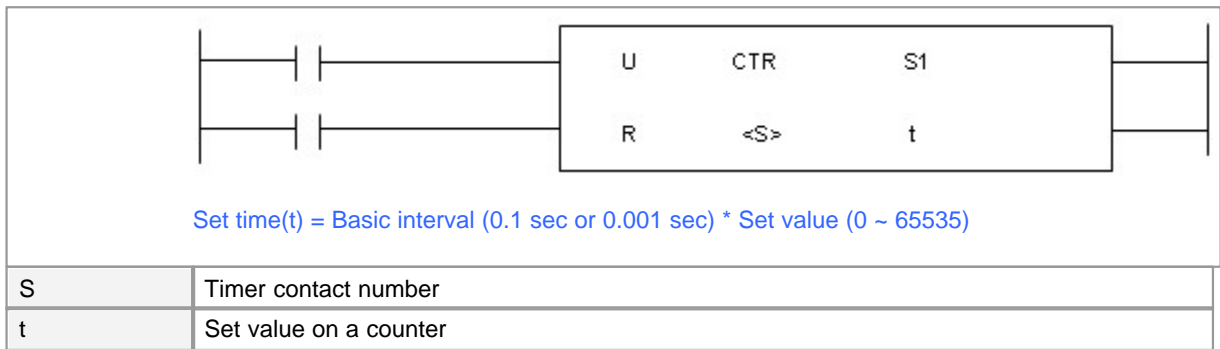 U CTR S1
R <S> t
Set time(t) = Basic interval (0.1 sec or 0.001 sec) * Set value (0 ~ 65535)
S Timer contact number
t Set value on a counter